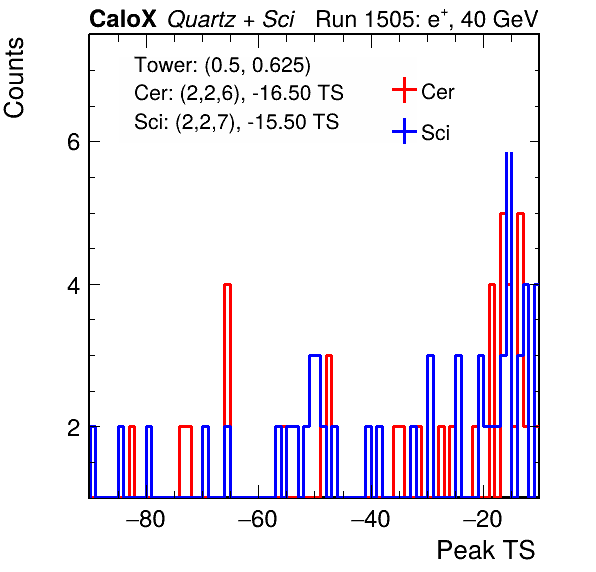 CaloX Quartz + Sci Run 1505: e+, 40 GeV
Counts
Tower: (0.5, 0.625)
Cer: (2,2,6), -16.50 TS
Sci: (2,2,7), -15.50 TS
Cer
Sci
6
4
2
−80 −60 −40 −20
Peak TS